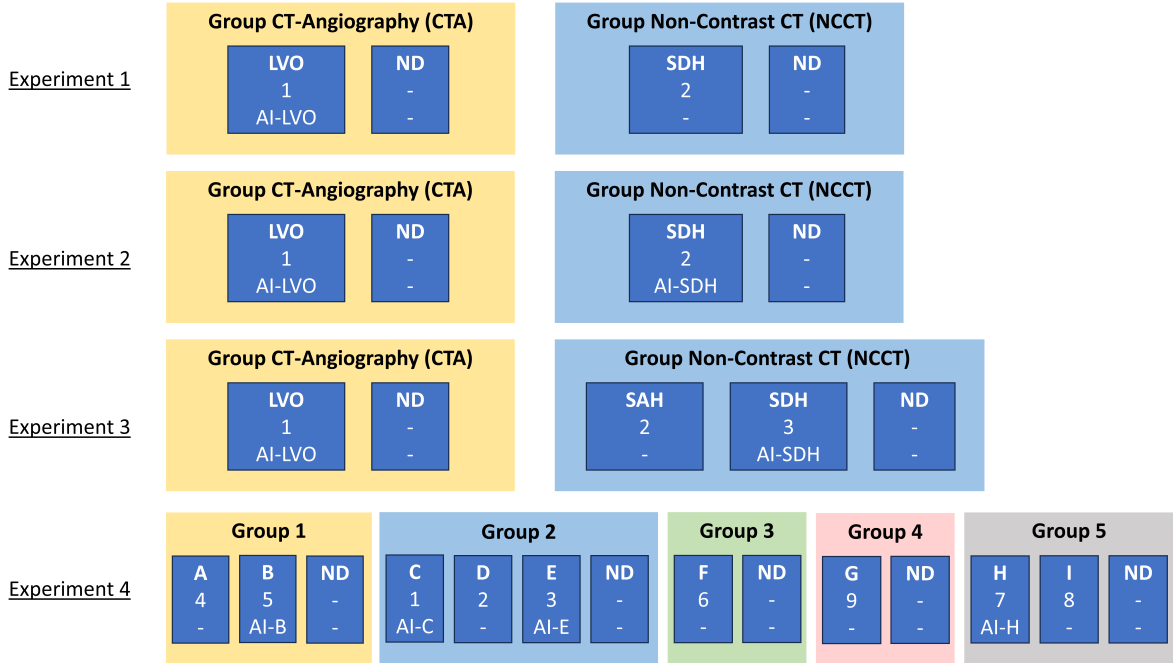 Experiment 1
Group CT-Angiography (CTA)
LVO
1
AI-LVO
ND
-
-
Group Non-Contrast CT (NCCT)
SDH
2
-
ND
-
-
Experiment 2
Group CT-Angiography (CTA)
LVO
1
AI-LVO
ND
-
-
Group Non-Contrast CT (NCCT)
SDH
2
AI-SDH
ND
-
-
Experiment 3
Group CT-Angiography (CTA)
LVO
1
AI-LVO
ND
-
-
Group Non-Contrast CT (NCCT)
SAH
2
-
SDH
3
AI-SDH
ND
-
-
Experiment 4
Group 1
A
4
-
B
5
AI-B
ND
-
-
Group 2
C
1
AI-C
D
2
-
E
3
AI-E
ND
-
-
Group 3
F
6
-
ND
-
-
Group 4
G
9
-
ND
-
-
Group 5
H
7
AI-H
I
8
-
ND
-
-